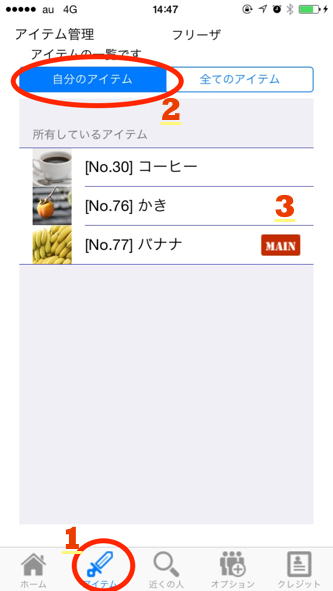 au 4G 14:47
アイテム管理 フリーザ
アイテムの一覧です
自分のアイテム 全てのアイテム
2
所有しているアイテム
[No.30] コーヒー
[No.76] かき
3
[No.77] バナナ MAIN
1
ホーム アイテム 近くの人 オプション クレジット